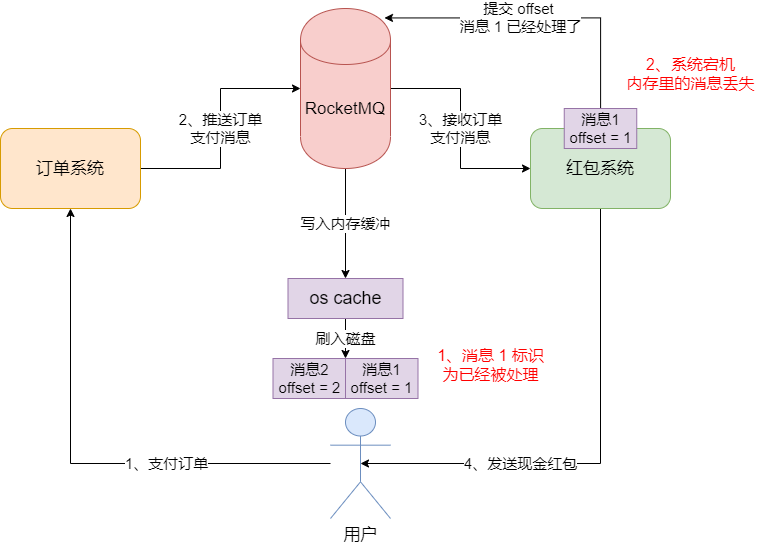 提交 offset
消息 1 已经处理了
2、系统宕机
内存里的消息丢失
RocketMQ
2、推送订单
支付消息
3、接收订单
支付消息
消息1
offset = 1
订单系统
红包系统
写入内存缓冲
os cache
刷入磁盘
消息2
offset = 2
消息1
offset = 1
1、消息 1 标识
为已经被处理
1、支付订单
4、发送现金红包
用户